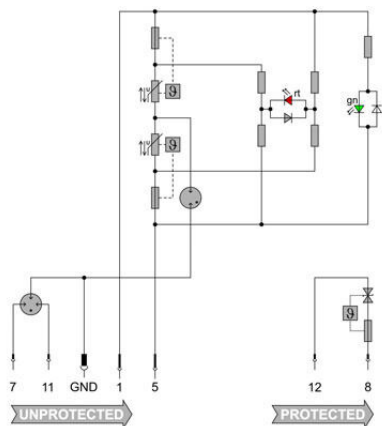 rt
gn
U
ϑ
U
ϑ
ϑ
7 11 GND 1 5 12 8
UNPROTECTED PROTECTED